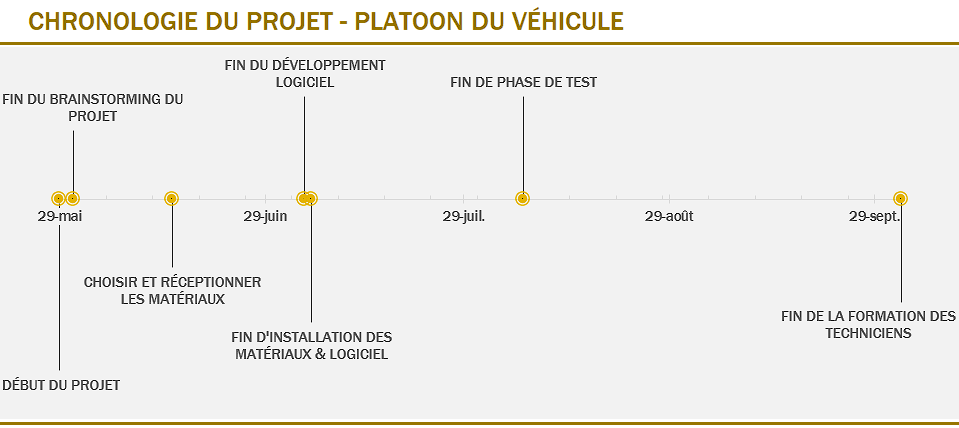 CHRONOLOGIE DU PROJET - PLATOON DU VÉHICULE
FIN DU DÉVELOPPEMENT
LOGICIEL
FIN DE PHASE DE TEST
FIN DU BRAINSTORMING DU
PROJET
29-mai
29-juin
29-juil.
29-août
29-sept.
CHOISIR ET RÉCEPTIONNER
LES MATÉRIAUX
FIN D'INSTALLATION DES
MATÉRIAUX & LOGICIEL
FIN DE LA FORMATION DES
TECHNICIENS
DÉBUT DU PROJET